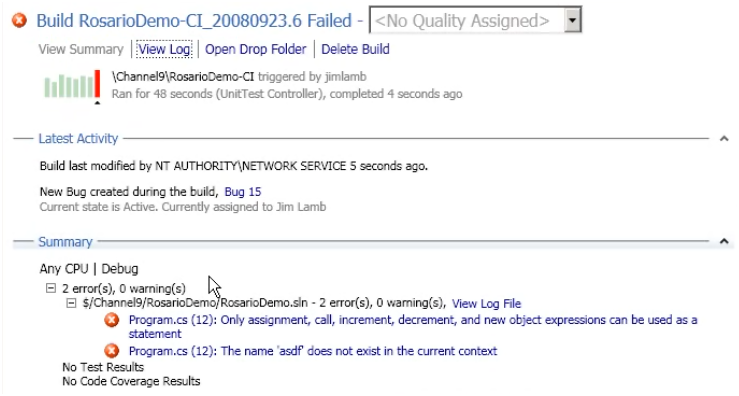 Build RosarioDemo-CI_20080923.6 Failed - <No Quality Assigned>
View Summary | View Log | Open Drop Folder | Delete Build
\Channel9\RosarioDemo-CI triggered by jimlamb
Ran for 48 seconds (UnitTest Controller), completed 4 seconds ago
Latest Activity
Build last modified by NT AUTHORITY\NETWORK SERVICE 5 seconds ago.
New Bug created during the build, Bug 15
Current state is Active. Currently assigned to Jim Lamb
Summary
Any CPU | Debug
2 error(s), 0 warning(s)
$/Channel9/RosarioDemo/RosarioDemo.sln - 2 error(s), 0 warning(s), View Log File
Program.cs (12): Only assignment, call, increment, decrement, and new object expressions can be used as a
statement
Program.cs (12): The name 'asdf' does not exist in the current context
No Test Results
No Code Coverage Results